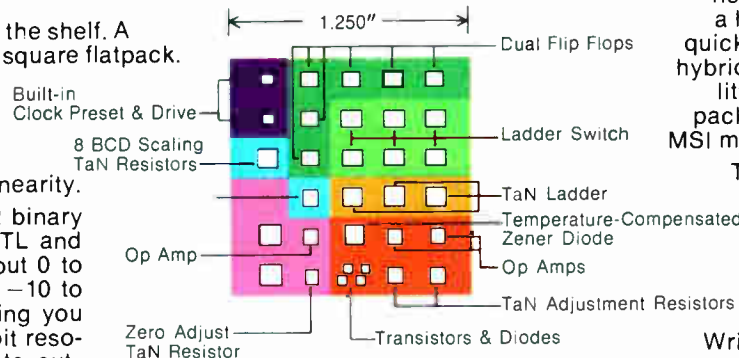 the shelf. A
square flatpack.
nearity.
binary
TL and
out 0 to
−10 to
ing you
bit reso-
1.250″
Dual Flip Flops
Built-in
Clock Preset & Drive
8 BCD Scaling
TaN Resistors
Ladder Switch
TaN Ladder
Temperature-Compensated
Zener Diode
Op Amp
Op Amps
TaN Adjustment Resistors
Zero Adjust
TaN Resistor
Transistors & Diodes
a
quick
hybrid
lit
pack
MSI m
T
Wri